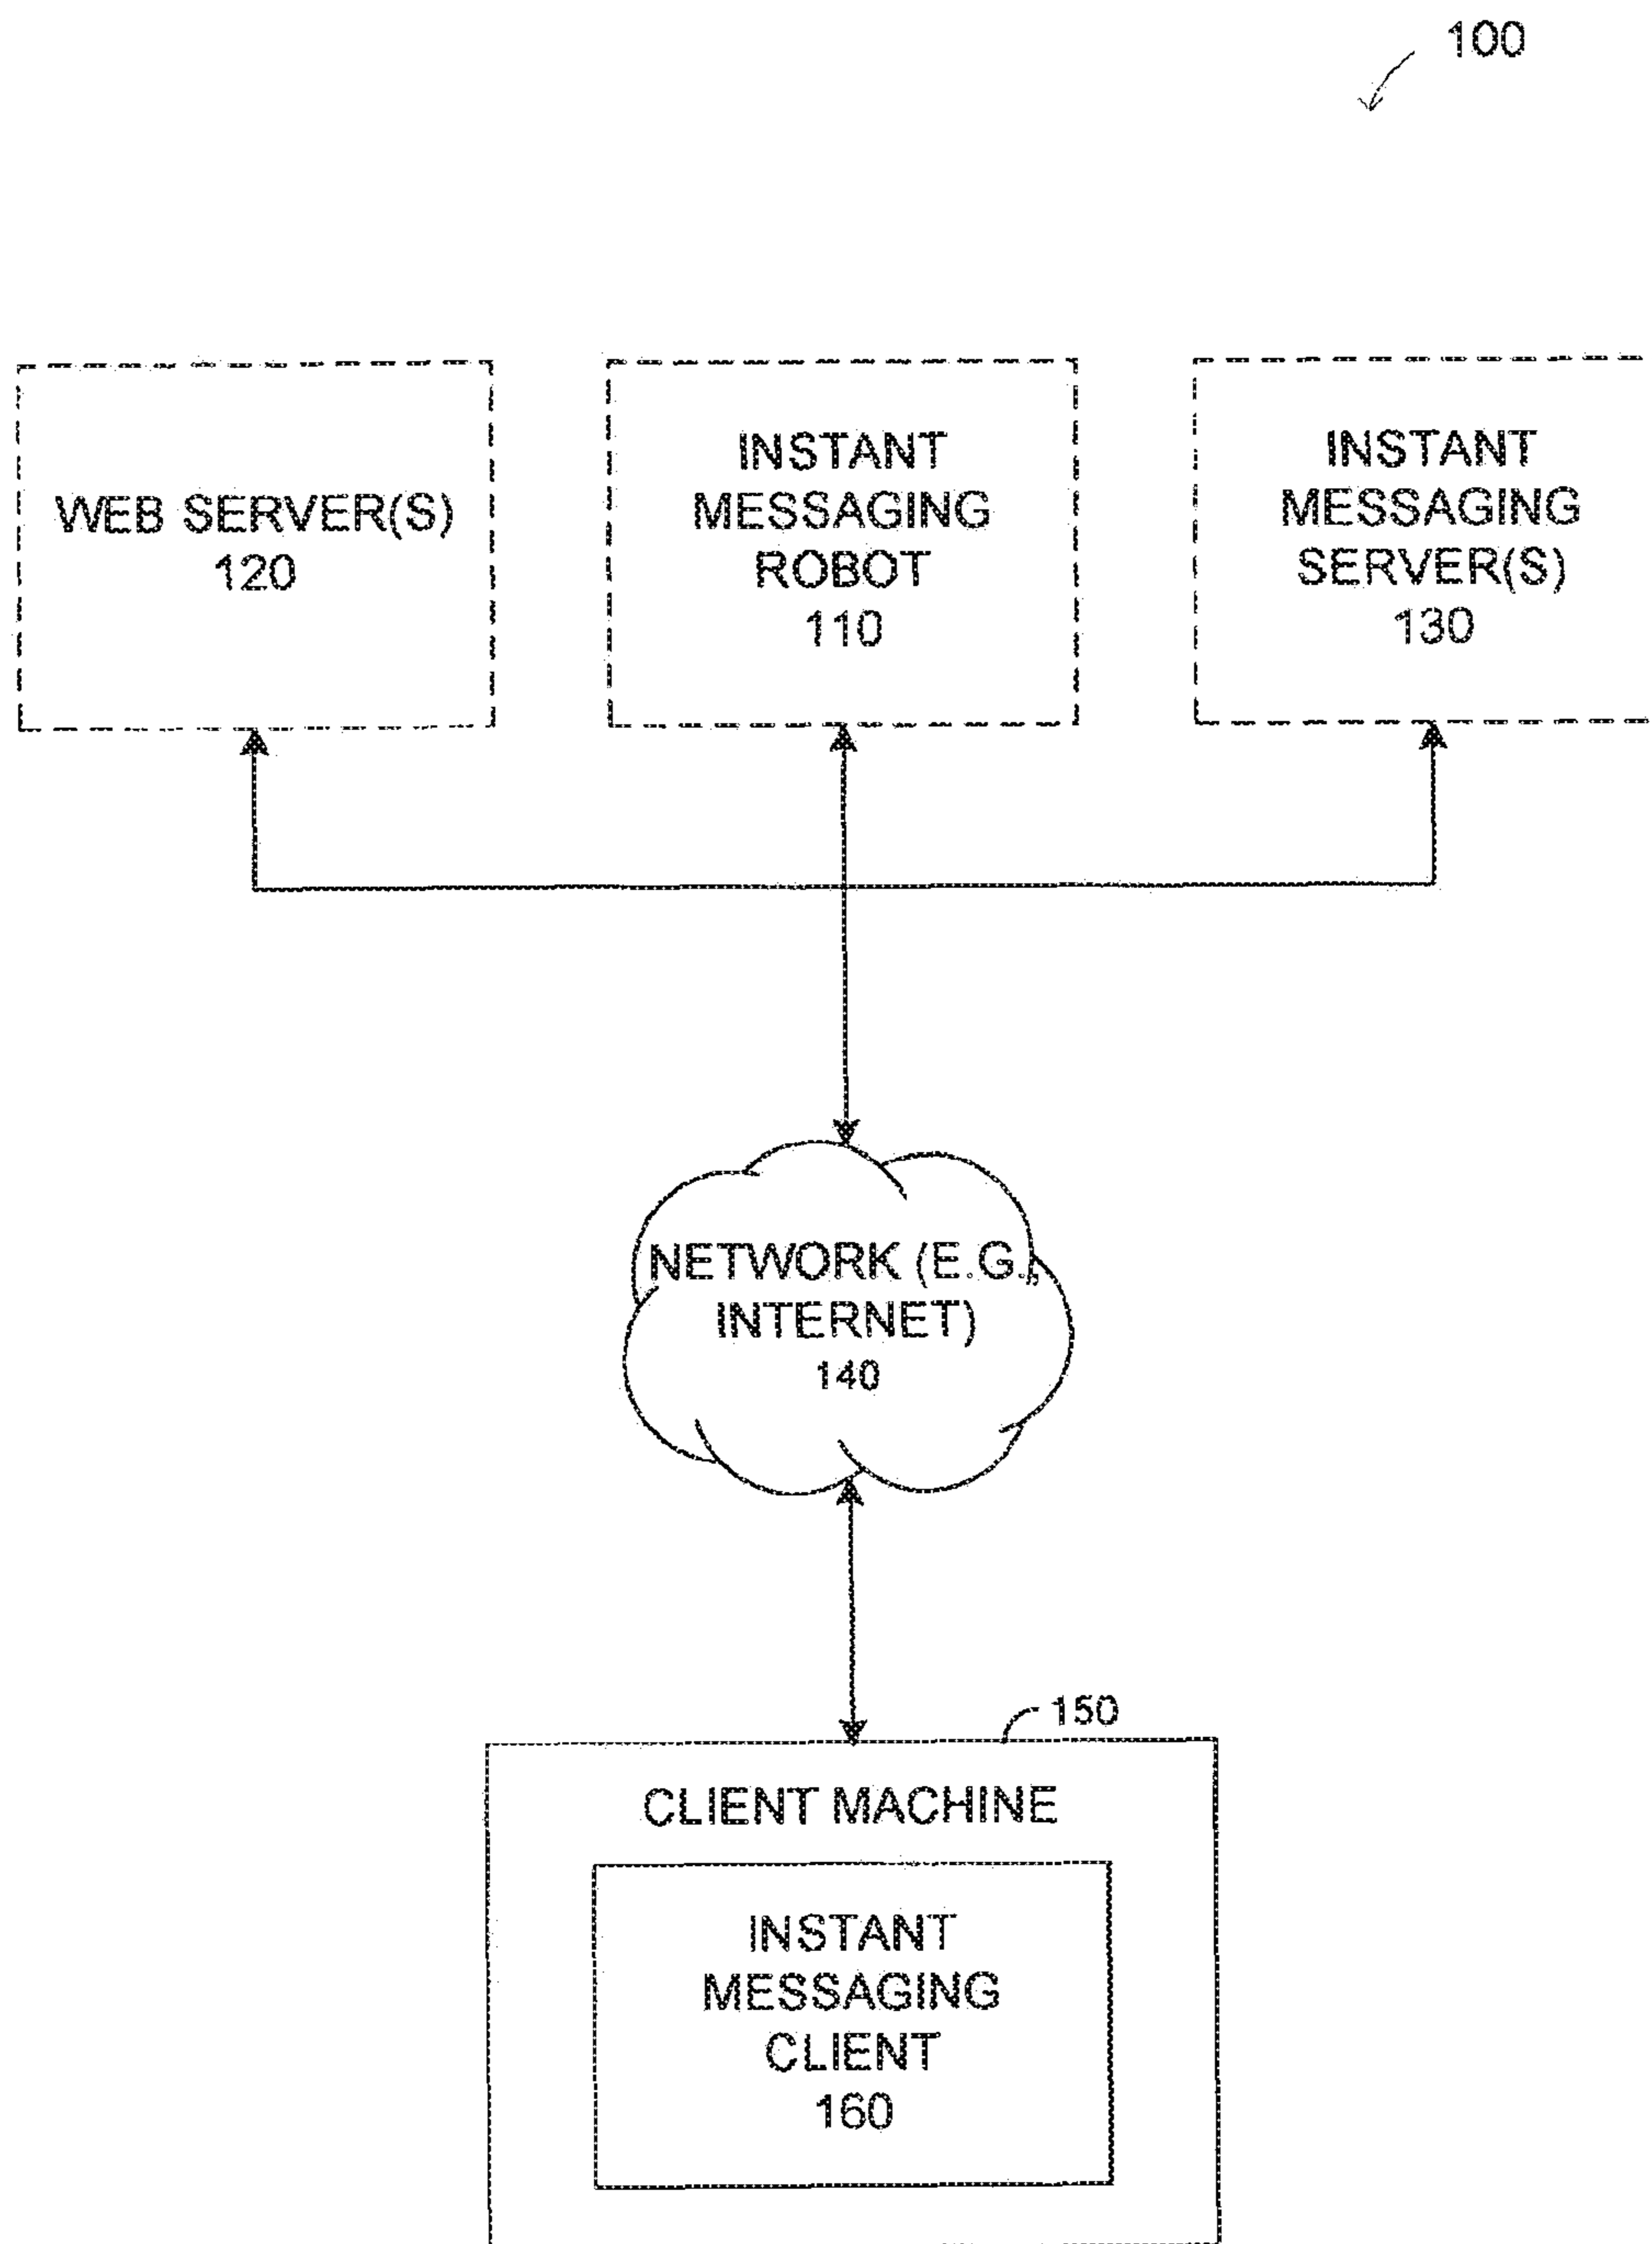 100
WEB SERVER(S)
120
INSTANT
MESSAGING
ROBOT
110
INSTANT
MESSAGING
SERVER(S)
130
NETWORK (E.G.,
INTERNET)
140
150
CLIENT MACHINE
INSTANT
MESSAGING
CLIENT
160